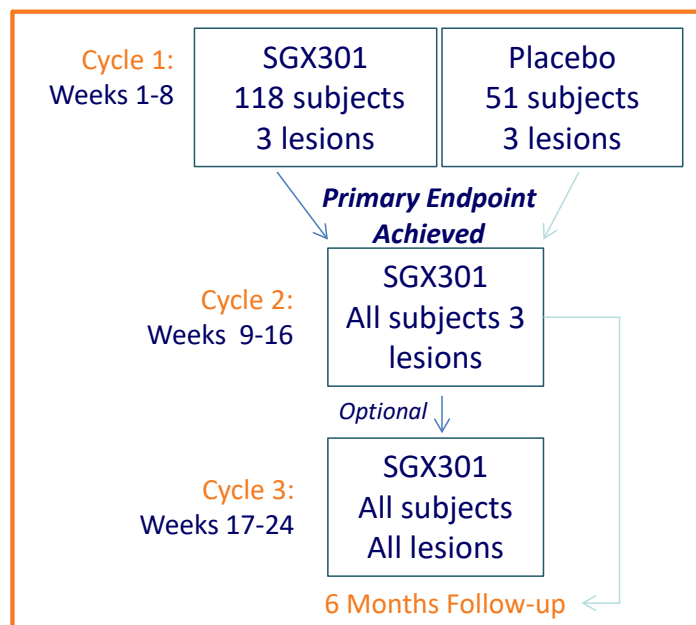 Cycle 1:
Weeks 1-8
SGX301
118 subjects
3 lesions
Placebo
51 subjects
3 lesions
Primary Endpoint
Achieved
Cycle 2:
Weeks 9-16
SGX301
All subjects 3
lesions
Optional
Cycle 3:
Weeks 17-24
SGX301
All subjects
All lesions
6 Months Follow-up